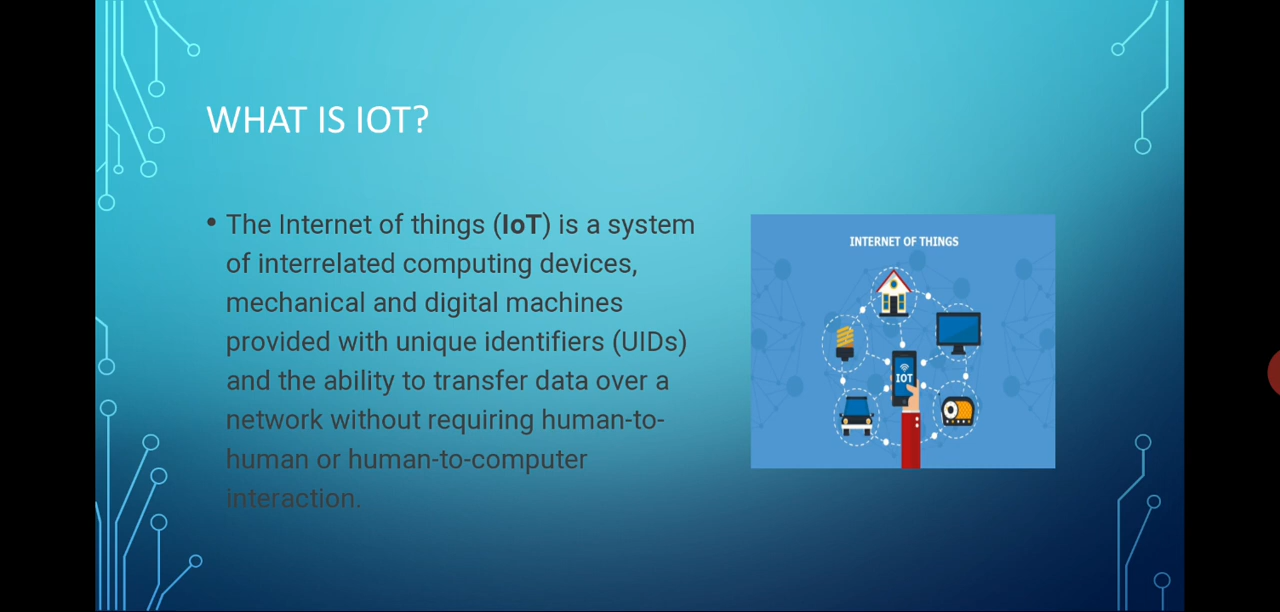 WHAT IS IOT?
• The Internet of things (IoT) is a system
of interrelated computing devices,
mechanical and digital machines
provided with unique identifiers (UIDs)
and the ability to transfer data over a
network without requiring human-to-
human or human-to-computer
interaction.
INTERNET OF THINGS
IOT